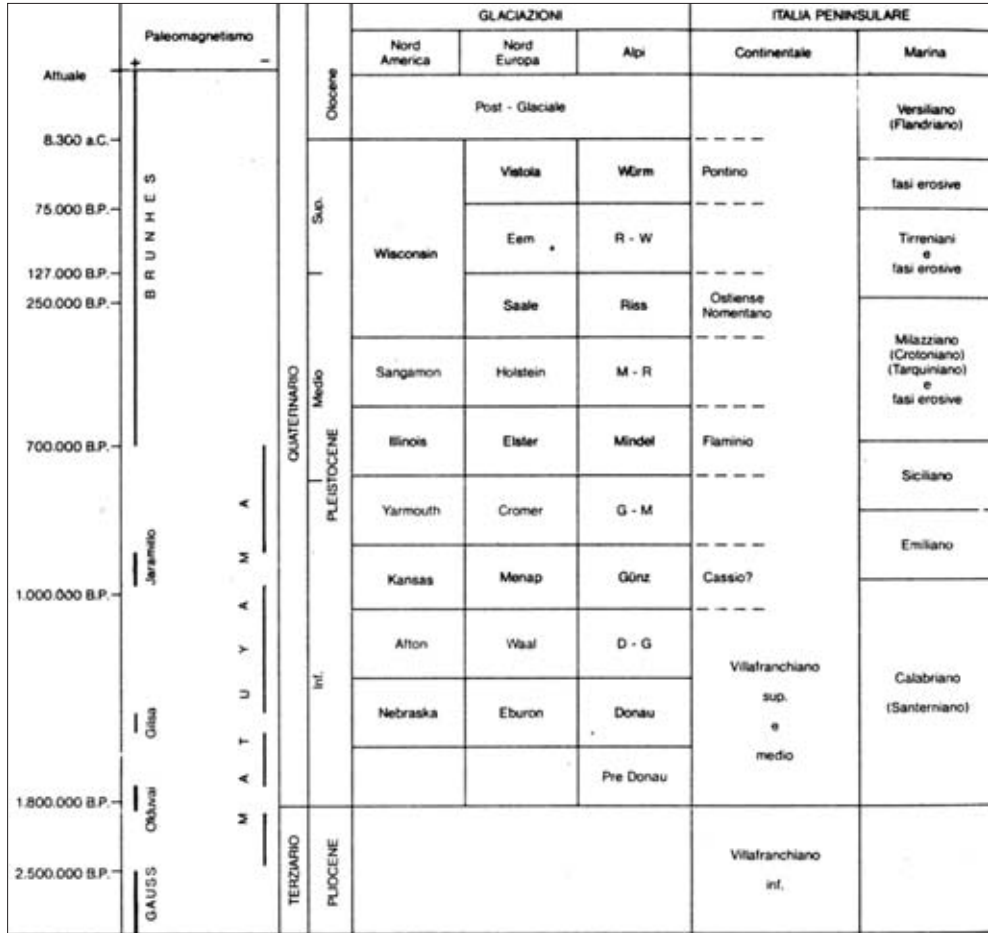 GLACIAZIONI
ITALIA PENINSULARE
Paleomagnetismo
Nord America
Nord Europa
Alpi
Continentale
Marina
+
-
Attuale
8.300 a.C.
75.000 B.P.
127.000 B.P.
250.000 B.P.
700.000 B.P.
1.000.000 B.P.
1.800.000 B.P.
2.500.000 B.P.
BRUNHES
Jaramillo
Gilsa
Olduvai
GAUSS
MATUYAMA
QUATERNARIO
TERZIARIO
Olocene
Sup.
Medio
Inf.
PLEISTOCENE
PLIOCENE
Post - Glaciale
Versiliano
(Flandriano)
Wisconsin
Vistola
Würm
Pontino
fasi erosive
Eem
R - W
Tirreniani
e
fasi erosive
Saale
Riss
Ostiense
Nomentano
Sangamon
Holstein
M - R
Milazziano
(Crotoniano)
(Tarquiniano)
e
fasi erosive
Illinois
Elster
Mindel
Flaminio
Siciliano
Yarmouth
Cromer
G - M
Emiliano
Kansas
Menap
Günz
Cassio?
Afton
Waal
D - G
Villafranchiano
sup.
e
medio
Calabriano
(Santerniano)
Nebraska
Eburon
Donau
Pre Donau
Villafranchiano
inf.